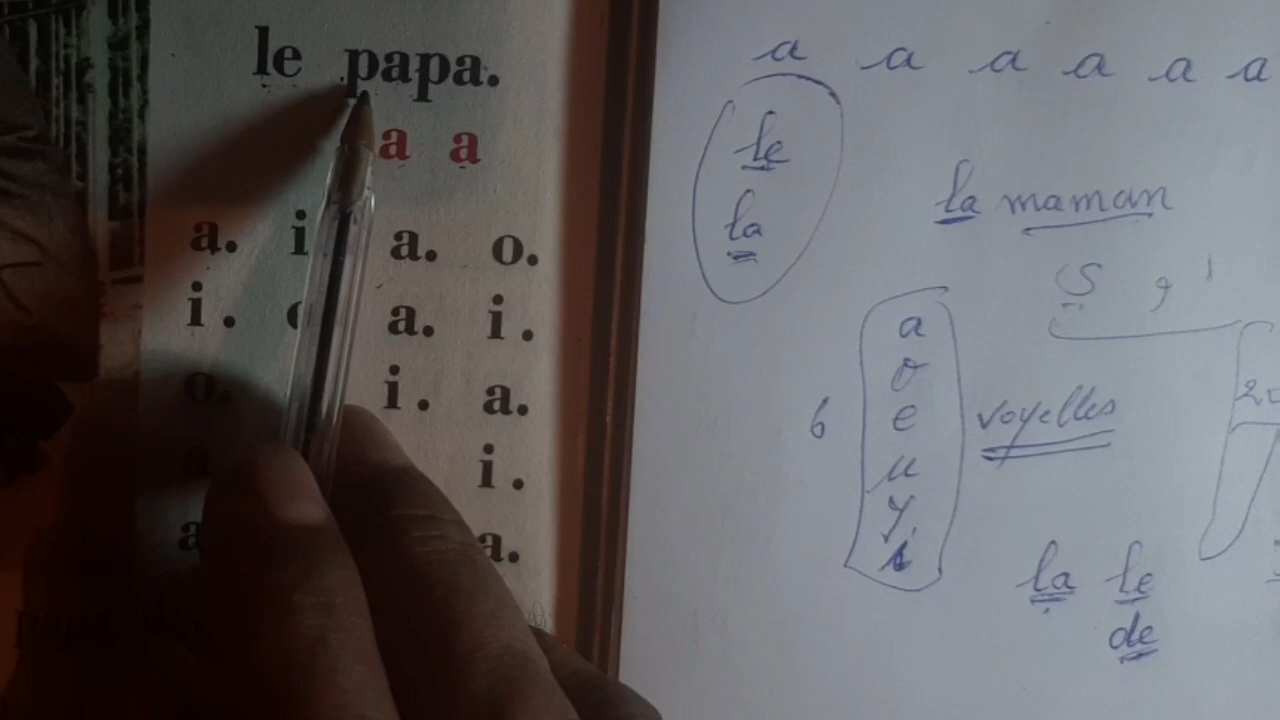 le papa.
a a
a. i a. o.
i. a. i.
o. i. a.
a i.
a a.
a a a a a a
le
la
la maman
S , '
a
o
e
u
y
i
6 voyelles
la le
de